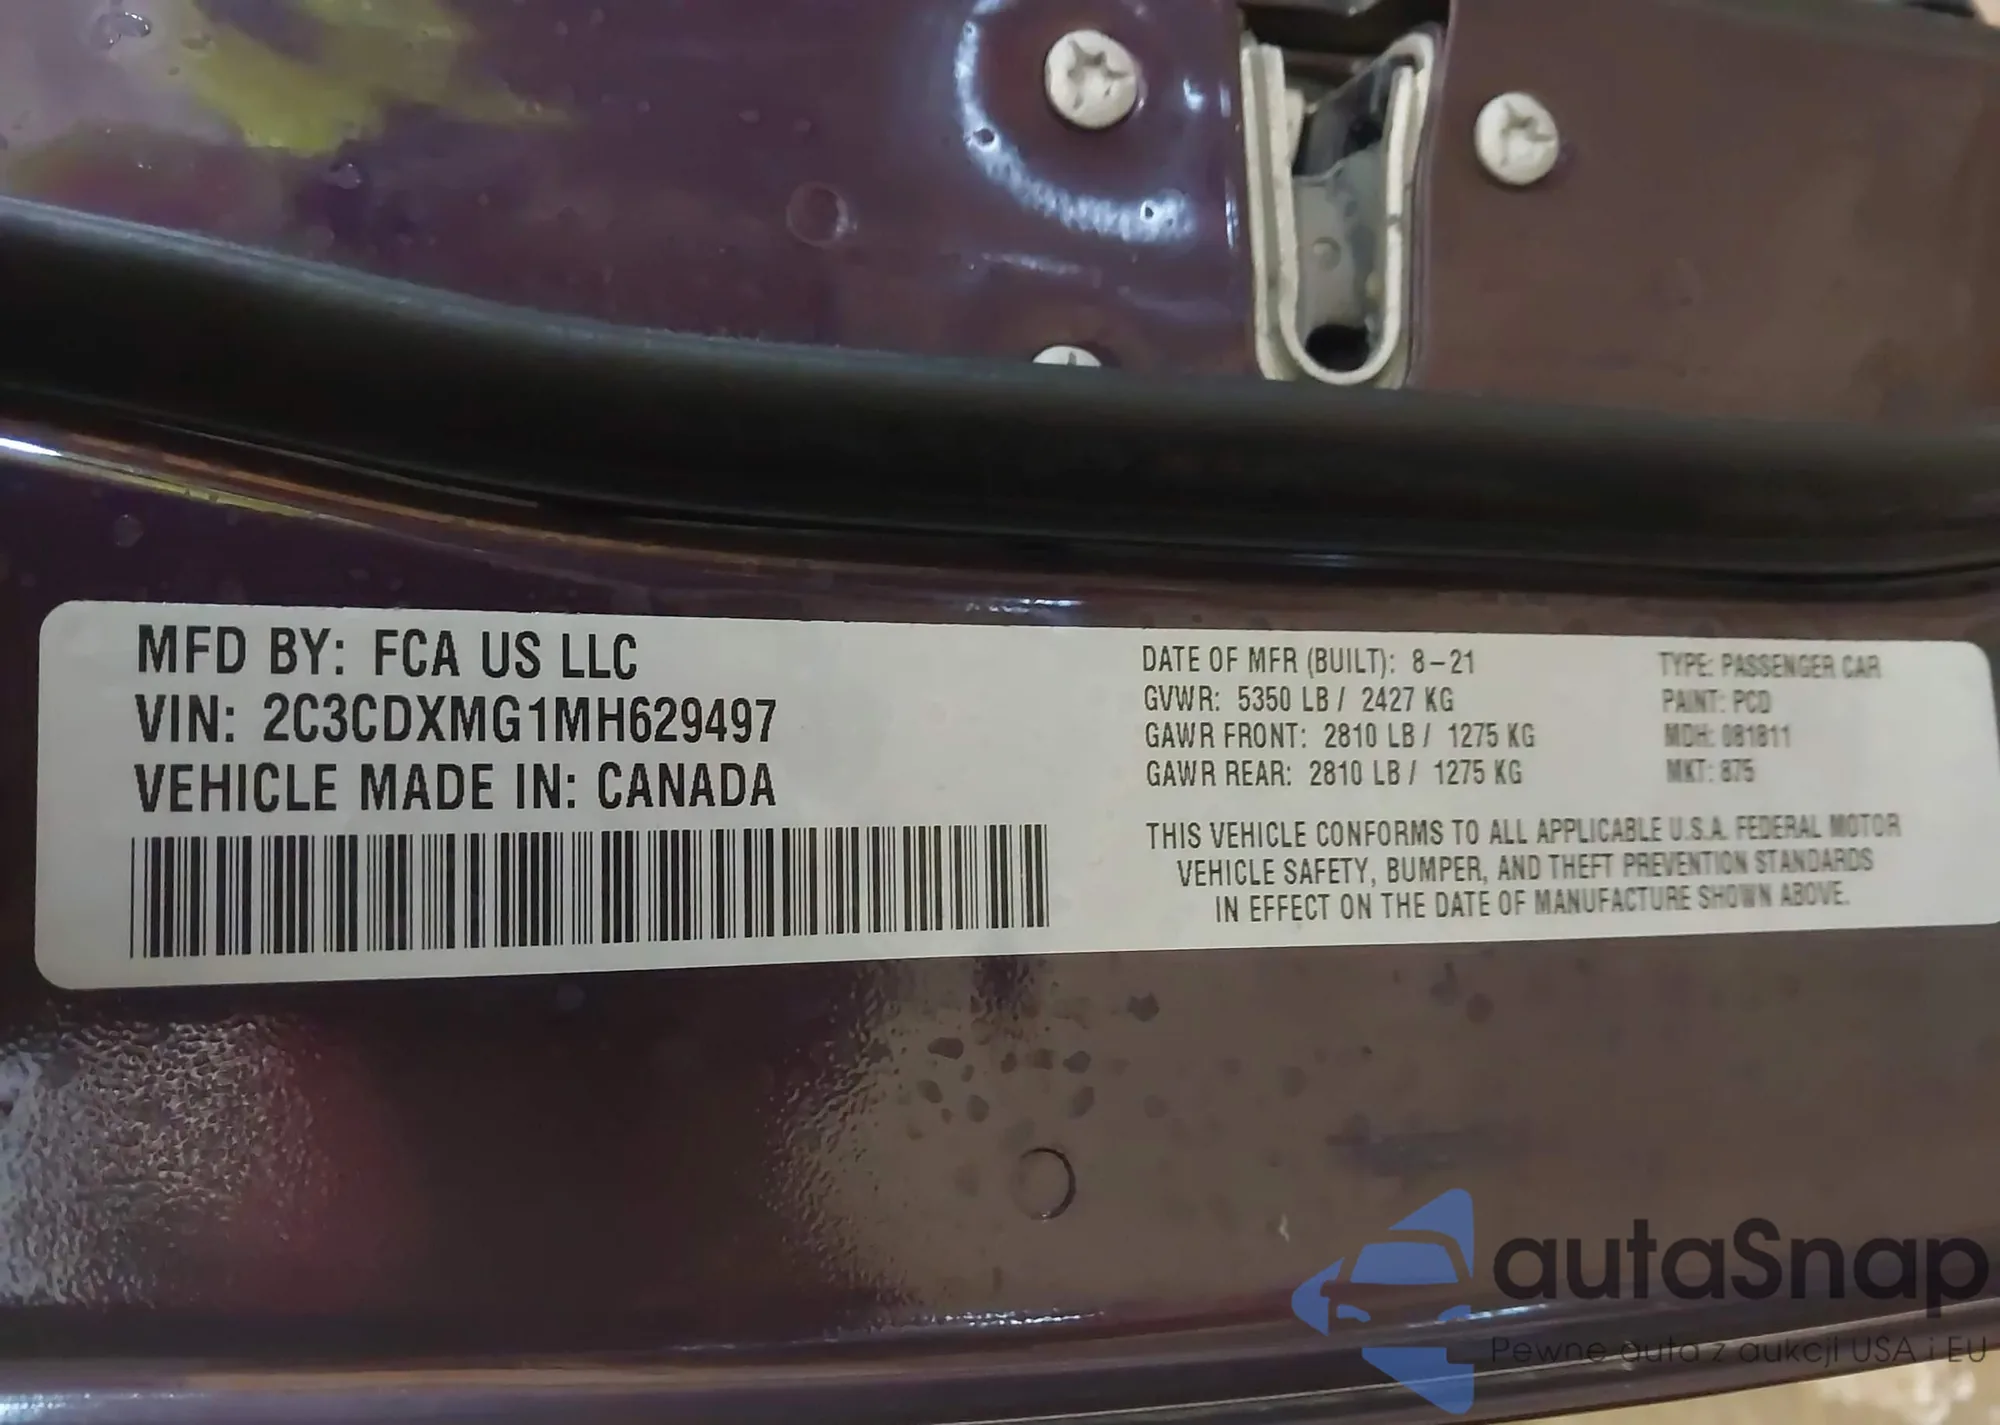 MFD BY: FCA US LLC
VIN: 2C3CDXMG1MH629497
VEHICLE MADE IN: CANADA
DATE OF MFR (BUILT): 8-21
GVWR: 5350 LB / 2427 KG
GAWR FRONT: 2810 LB / 1275 KG
GAWR REAR: 2810 LB / 1275 KG
TYPE: PASSENGER CAR
PAINT: PCD
MDH: 081811
MKT: 875
THIS VEHICLE CONFORMS TO ALL APPLICABLE U.S.A. FEDERAL MOTOR
VEHICLE SAFETY, BUMPER, AND THEFT PREVENTION STANDARDS
IN EFFECT ON THE DATE OF MANUFACTURE SHOWN ABOVE.
autaSnap
Pewne auta z aukcji USA i EU